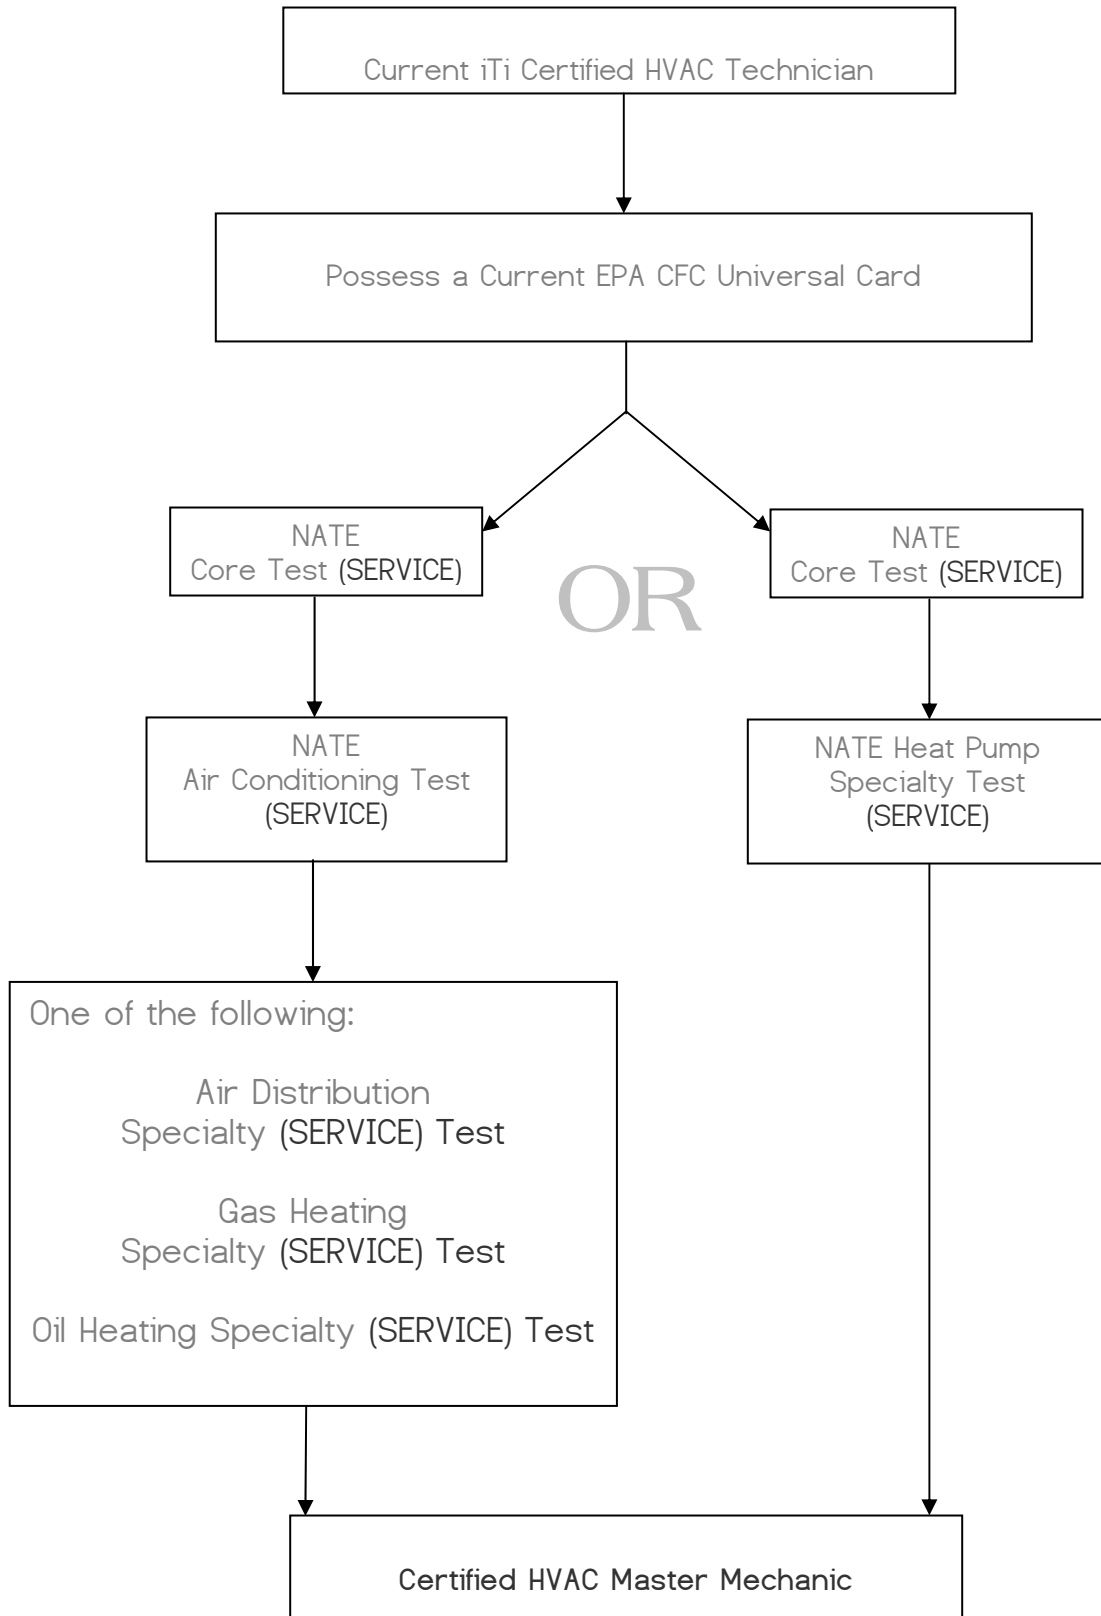 Current iTi Certified HVAC Technician
Possess a Current EPA CFC Universal Card
NATE
Core Test (SERVICE)
OR
NATE
Core Test (SERVICE)
NATE
Air Conditioning Test
(SERVICE)
NATE Heat Pump
Specialty Test
(SERVICE)
One of the following:
Air Distribution
Specialty (SERVICE) Test
Gas Heating
Specialty (SERVICE) Test
Oil Heating Specialty (SERVICE) Test
Certified HVAC Master Mechanic